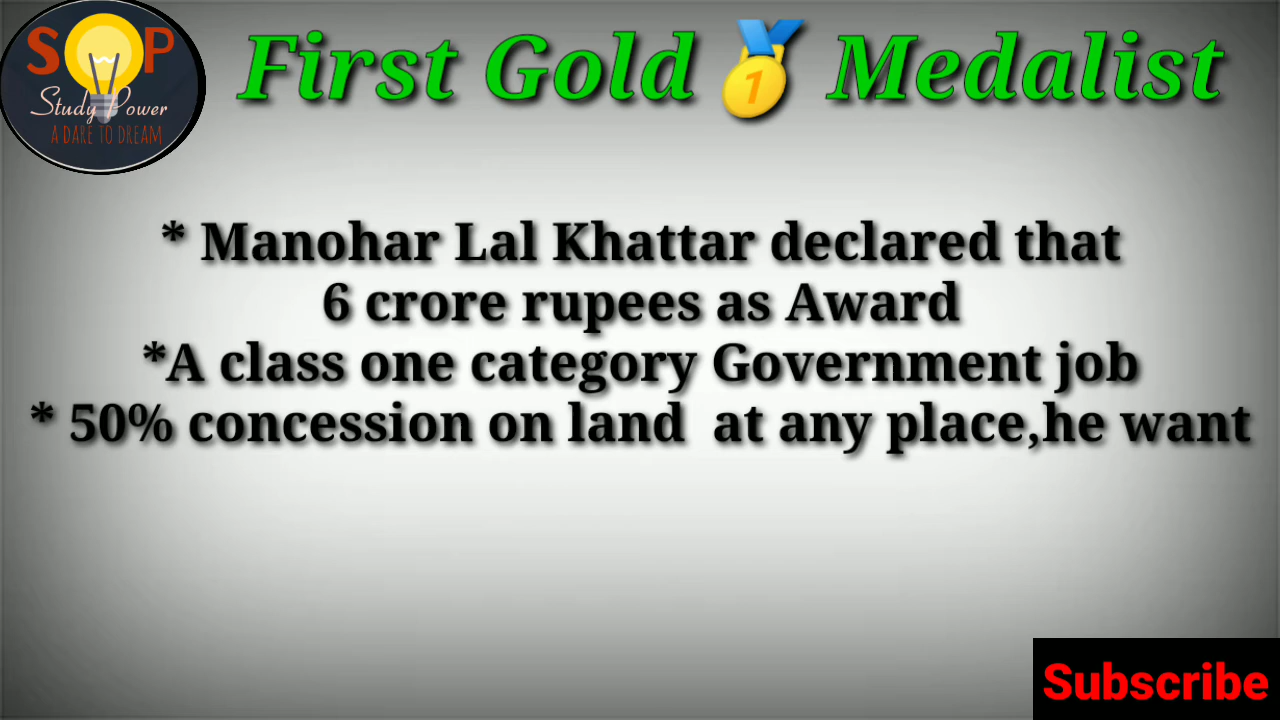 S P
Study Power
A DARE TO DREAM
First Gold 🥇 Medalist
* Manohar Lal Khattar declared that
6 crore rupees as Award
*A class one category Government job
* 50% concession on land at any place,he want
Subscribe